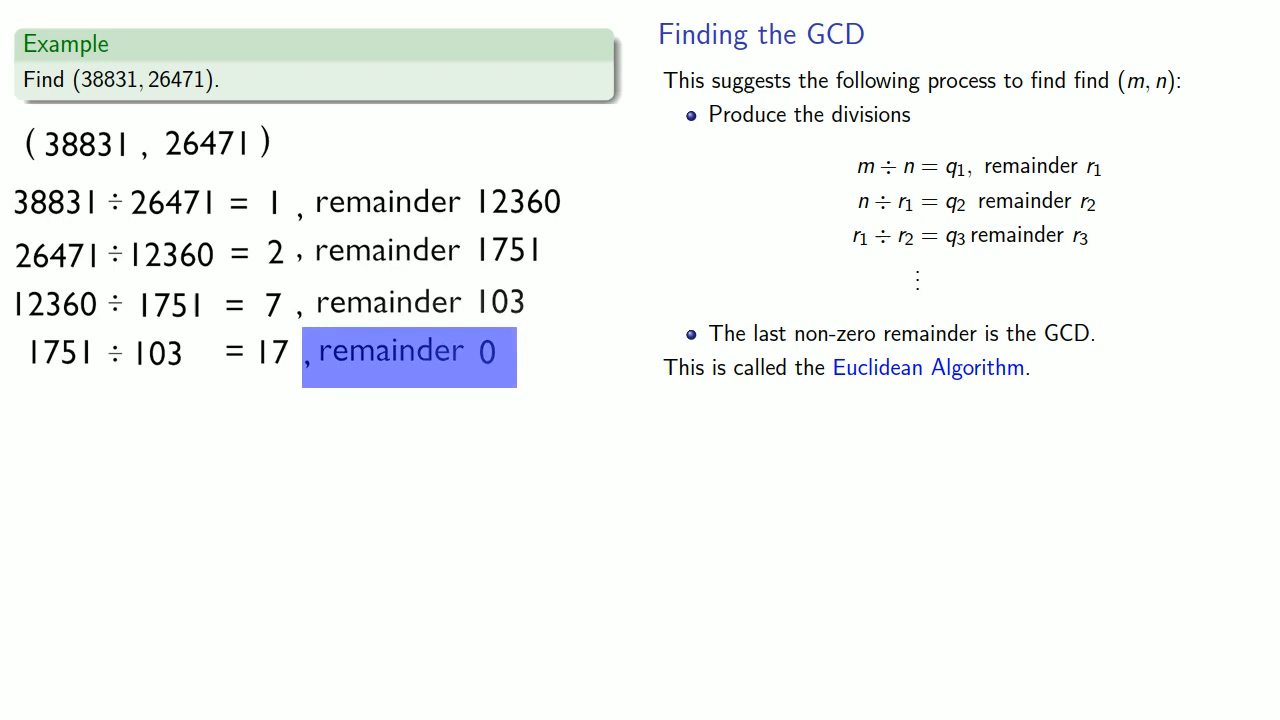 Example
Find (38831, 26471).
( 38831 , 26471 )
38831 ÷ 26471 = 1 , remainder 12360
26471 ÷ 12360 = 2 , remainder 1751
12360 ÷ 1751 = 7 , remainder 103
1751 ÷ 103 = 17 , remainder 0
Finding the GCD
This suggests the following process to find find (m, n):
• Produce the divisions
m ÷ n = q₁, remainder r₁
n ÷ r₁ = q₂ remainder r₂
r₁ ÷ r₂ = q₃ remainder r₃
⋮
• The last non-zero remainder is the GCD.
This is called the Euclidean Algorithm.